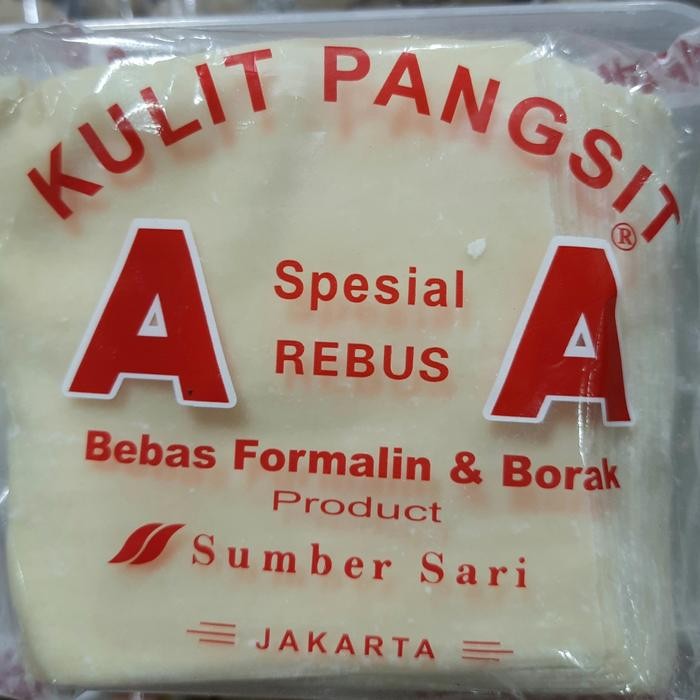 KULIT PANGSIT
A Spesial A ®
REBUS
Bebas Formalin & Borak
Product
Sumber Sari
JAKARTA